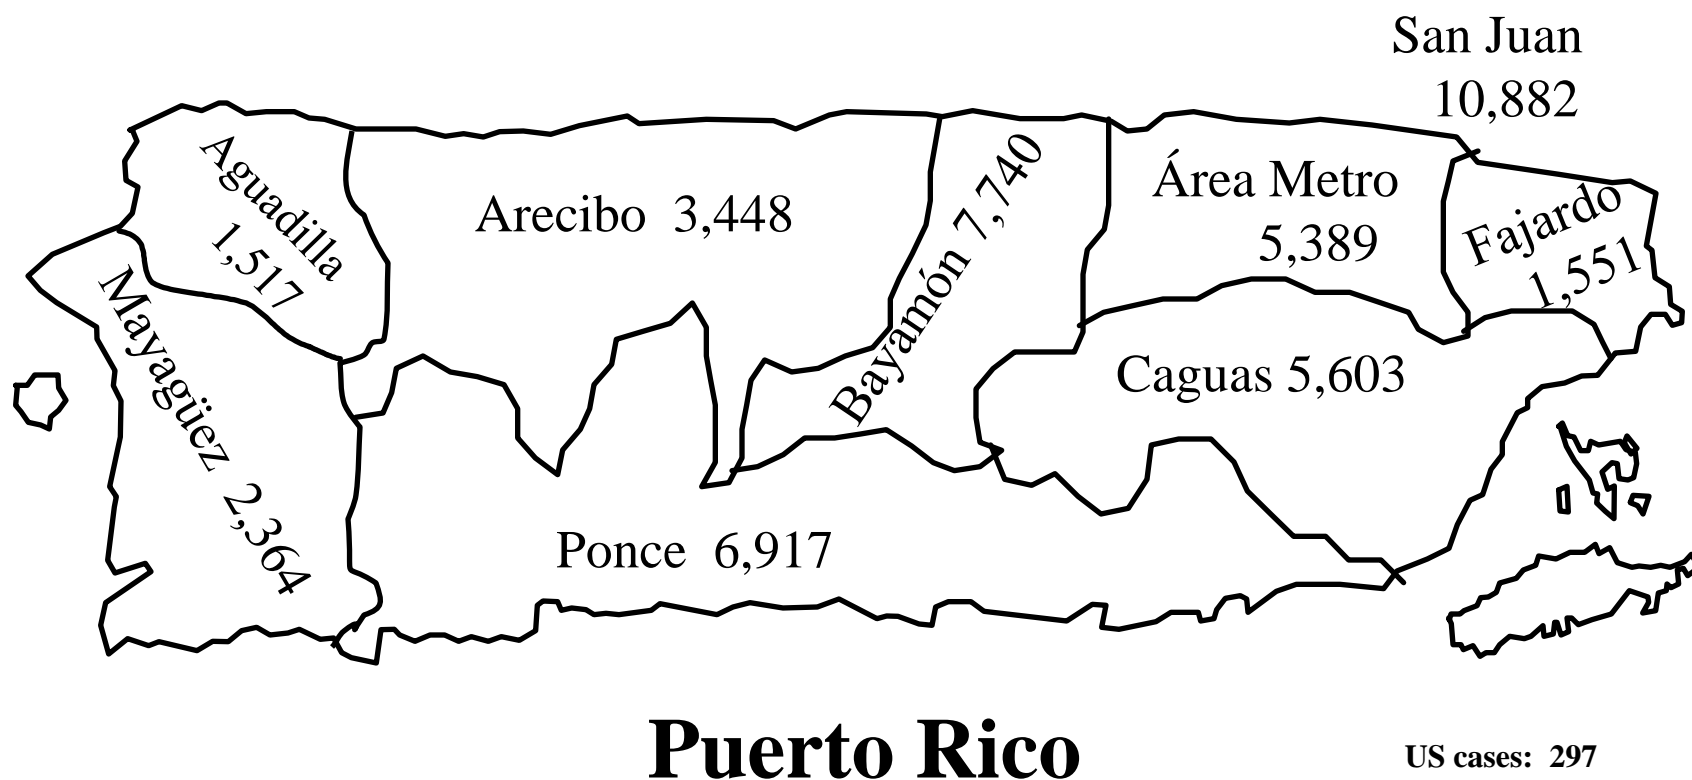 San Juan
10,882
Aguadilla
1,517
Arecibo 3,448
Bayamón 7,740
Área Metro
5,389
Fajardo
1,551
Mayagüez 2,364
Caguas 5,603
Ponce 6,917
Puerto Rico
US cases: 297